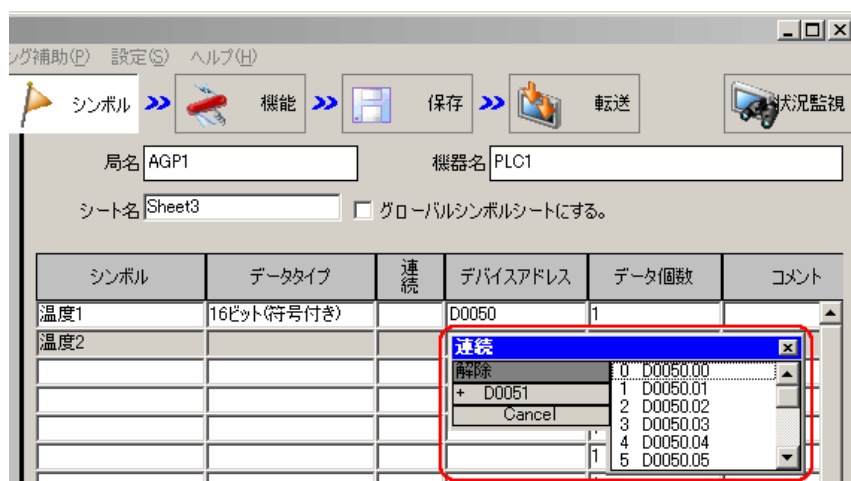 ング補助(P) 設定(S) ヘルプ(H)
シンボル 機能 保存 転送 状況監視
局名 AGP1 機器名 PLC1
シート名 Sheet3 グローバルシンボルシートにする。
シンボル データタイプ 連続 デバイスアドレス データ個数 コメント
温度1 16ビット(符号付き) D0050 1
温度2
連続
解除
+ D0051
Cancel
0 D0050.00
1 D0050.01
2 D0050.02
3 D0050.03
4 D0050.04
5 D0050.05
1